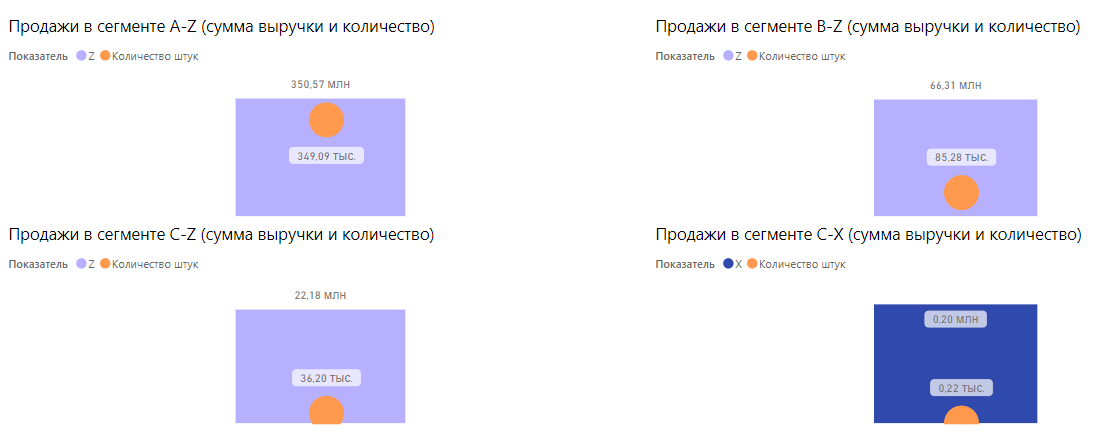 Продажи в сегменте A-Z (сумма выручки и количество)
Показатель Z Количество штук
350,57 МЛН
349,09 ТЫС.
Продажи в сегменте B-Z (сумма выручки и количество)
Показатель Z Количество штук
66,31 МЛН
85,28 ТЫС.
Продажи в сегменте C-Z (сумма выручки и количество)
Показатель Z Количество штук
22,18 МЛН
36,20 ТЫС.
Продажи в сегменте C-X (сумма выручки и количество)
Показатель X Количество штук
0,20 МЛН
0,22 ТЫС.